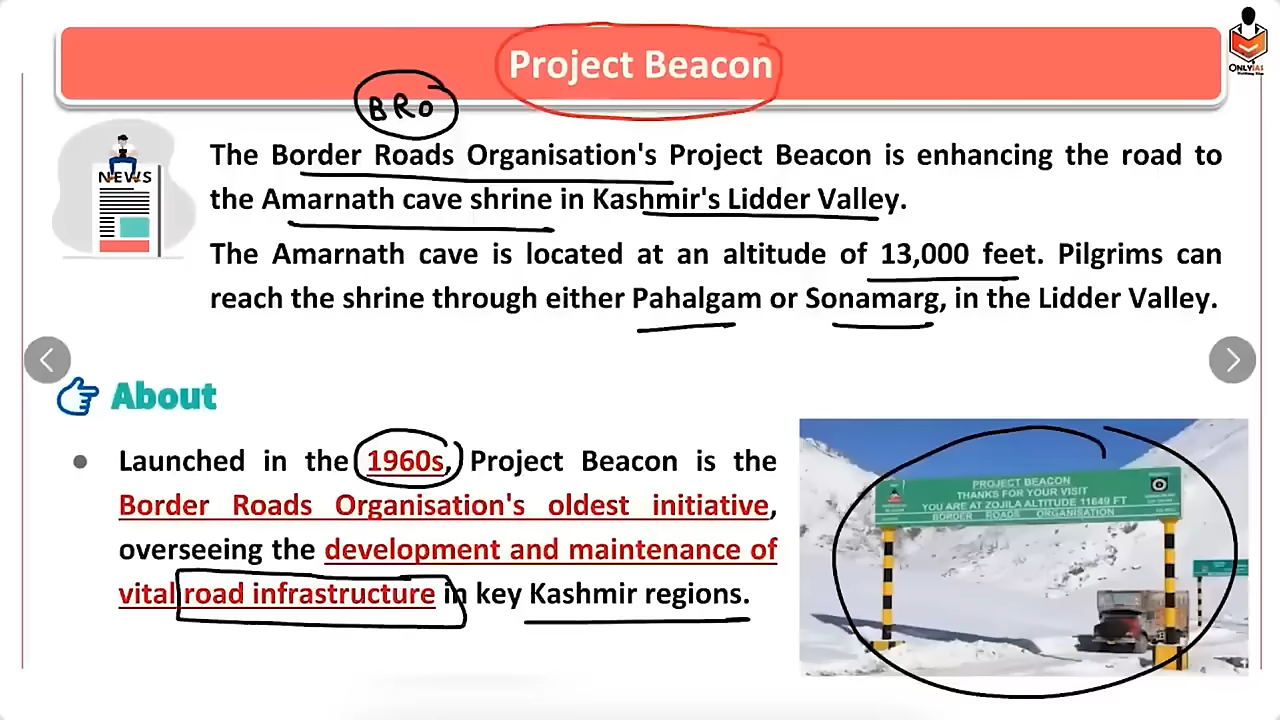 Project Beacon
ONLYIAS
BRO
NEWS
The Border Roads Organisation's Project Beacon is enhancing the road to
the Amarnath cave shrine in Kashmir's Lidder Valley.
The Amarnath cave is located at an altitude of 13,000 feet. Pilgrims can
reach the shrine through either Pahalgam or Sonamarg, in the Lidder Valley.
About
Launched in the 1960s, Project Beacon is the
Border Roads Organisation's oldest initiative,
overseeing the development and maintenance of
vital road infrastructure in key Kashmir regions.
PROJECT BEACON
THANKS FOR YOUR VISIT
YOU ARE AT ZOJILA ALTITUDE 11649 FT
BORDER ROADS ORGANISATION